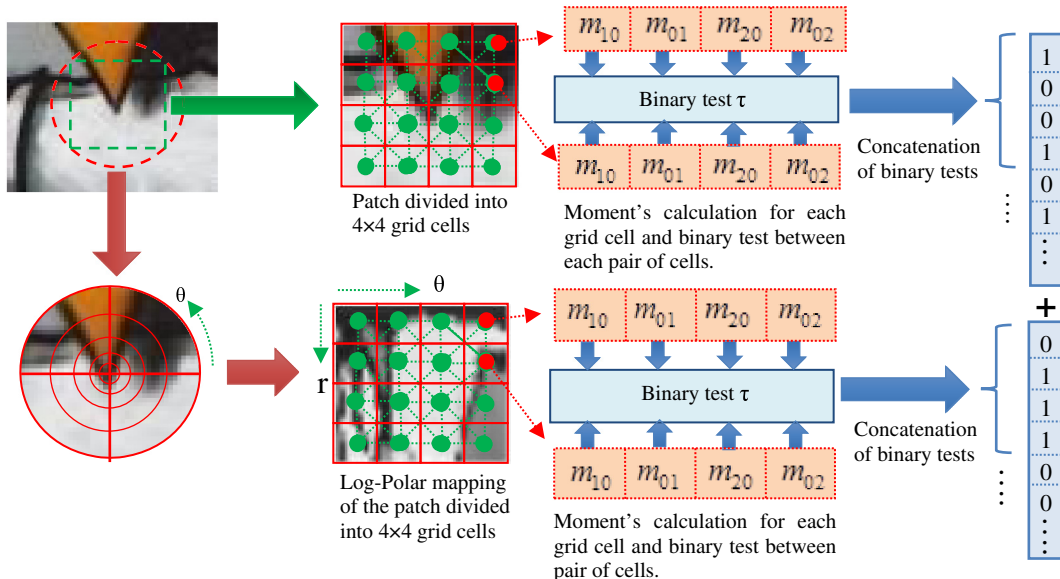 m10 m01 m20 m02
Binary test τ
m10 m01 m20 m02
Patch divided into
4×4 grid cells
Moment's calculation for each
grid cell and binary test between
each pair of cells.
Concatenation
of binary tests
1
0
0
1
0
1
+
θ
θ
r
m10 m01 m20 m02
Binary test τ
m10 m01 m20 m02
Log-Polar mapping
of the patch divided
into 4×4 grid cells
Moment's calculation for each
grid cell and binary test between
pair of cells.
Concatenation
of binary tests
0
1
1
1
0
0